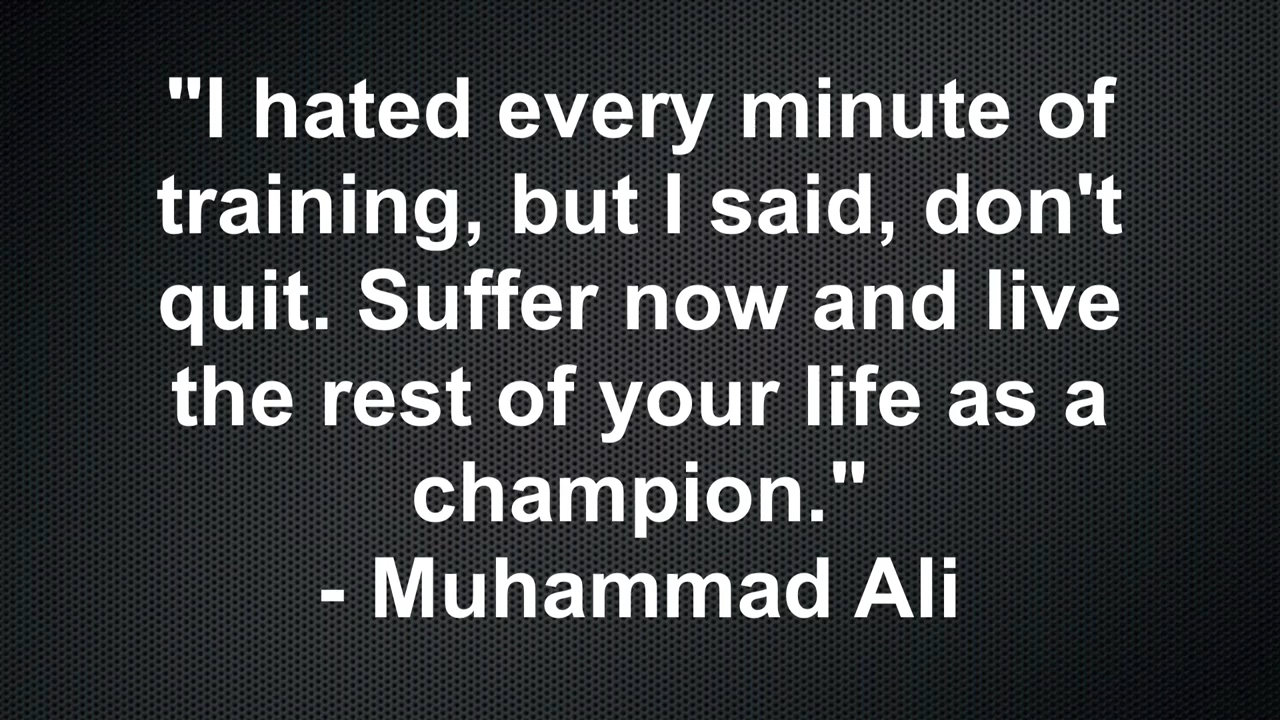 "I hated every minute of
training, but I said, don't
quit. Suffer now and live
the rest of your life as a
champion."
- Muhammad Ali